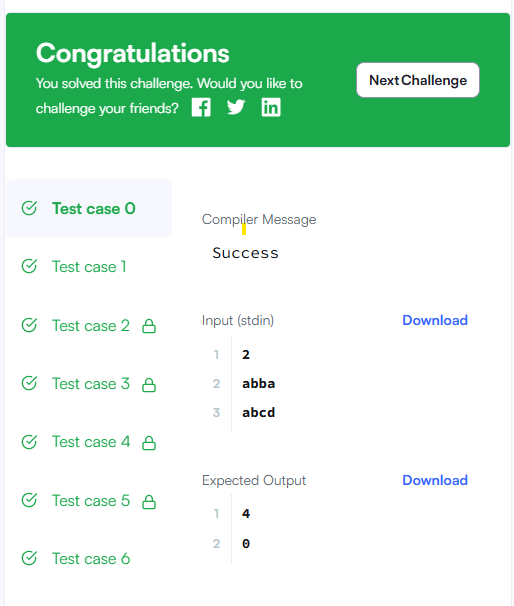 Congratulations
You solved this challenge. Would you like to
challenge your friends?
Next Challenge
Test case 0
Test case 1
Test case 2
Test case 3
Test case 4
Test case 5
Test case 6
Compiler Message
Success
Input (stdin)
Download
1 2
2 abba
3 abcd
Expected Output
Download
1 4
2 0